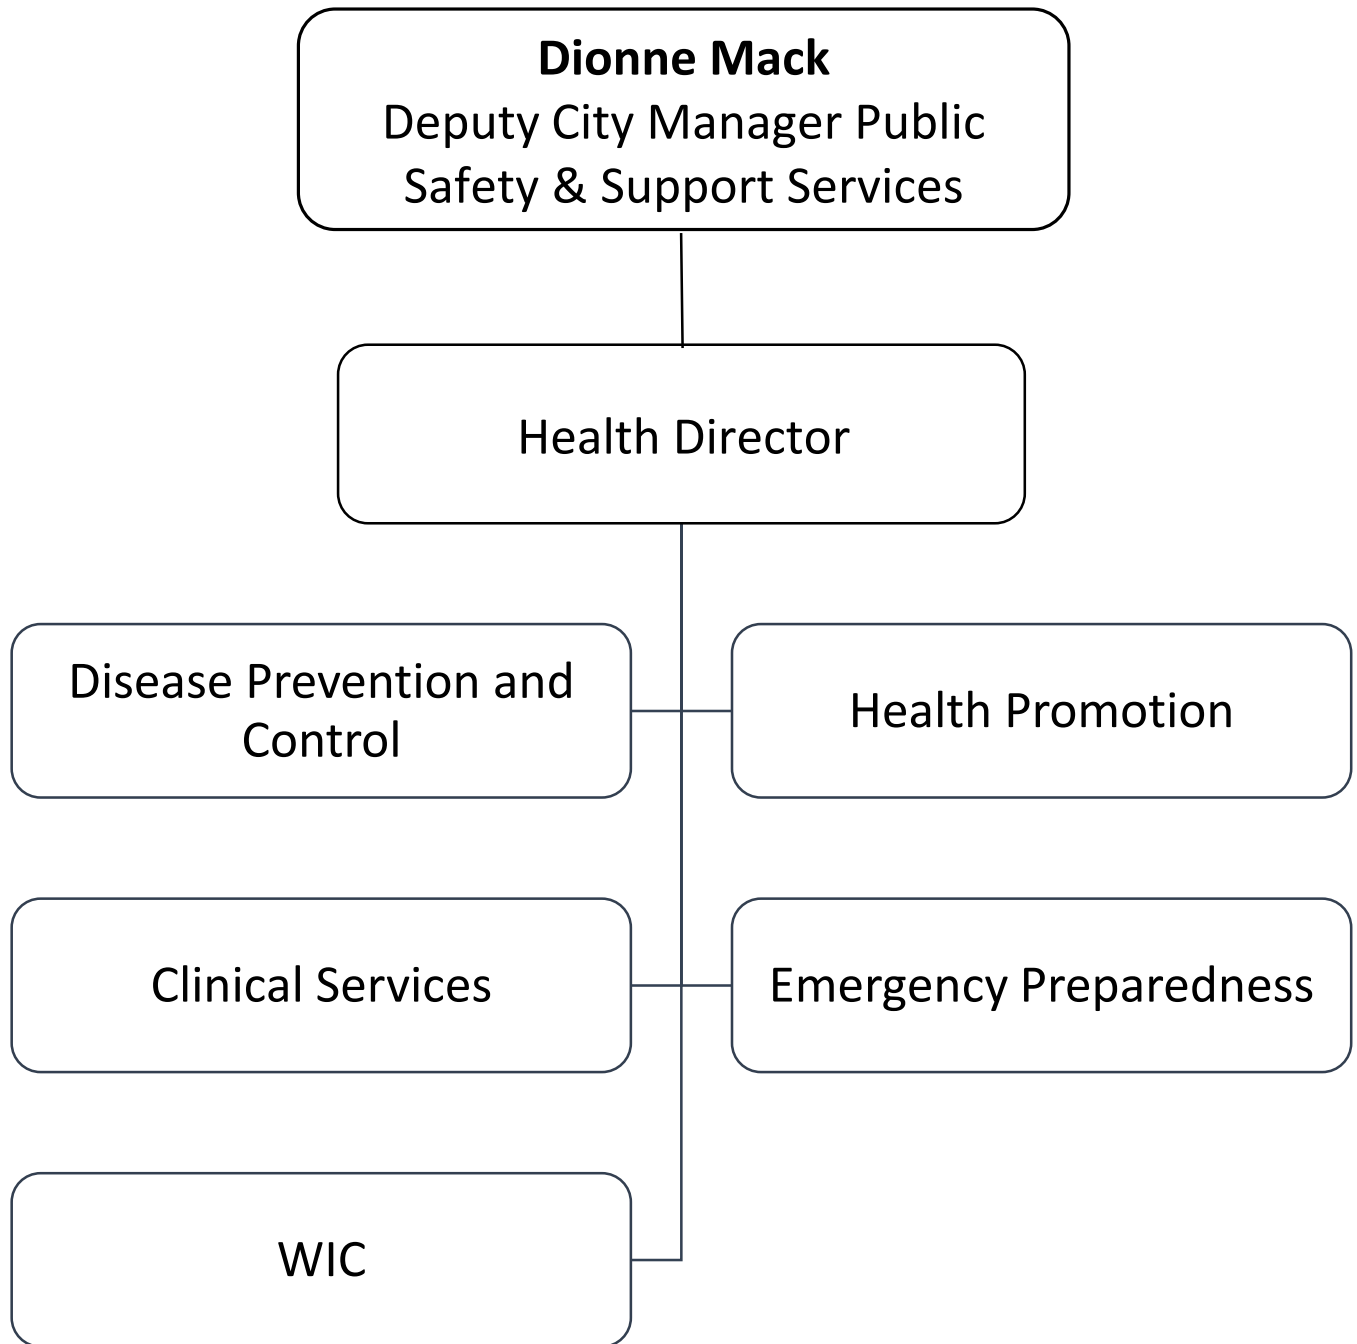 Dionne Mack
Deputy City Manager Public
Safety & Support Services
Health Director
Disease Prevention and
Control
Health Promotion
Clinical Services
Emergency Preparedness
WIC